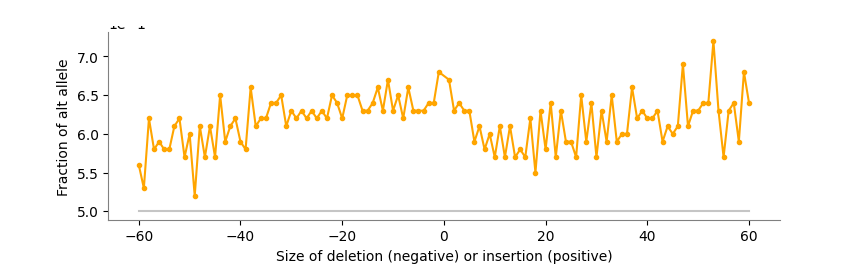 7.0
6.5
6.0
5.5
5.0
Fraction of alt allele
−60 −40 −20 0 20 40 60
Size of deletion (negative) or insertion (positive)